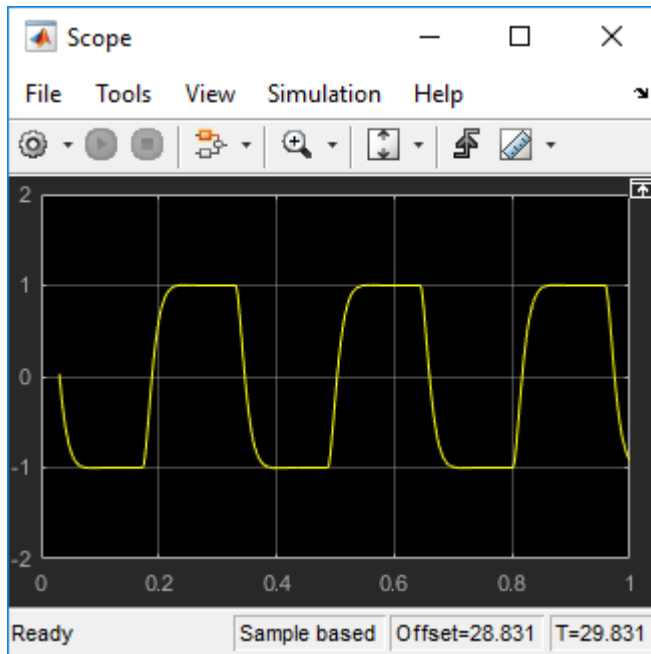 Scope
File Tools View Simulation Help
2
1
0
-1
-2
0 0.2 0.4 0.6 0.8 1
Ready Sample based Offset=28.831 T=29.831